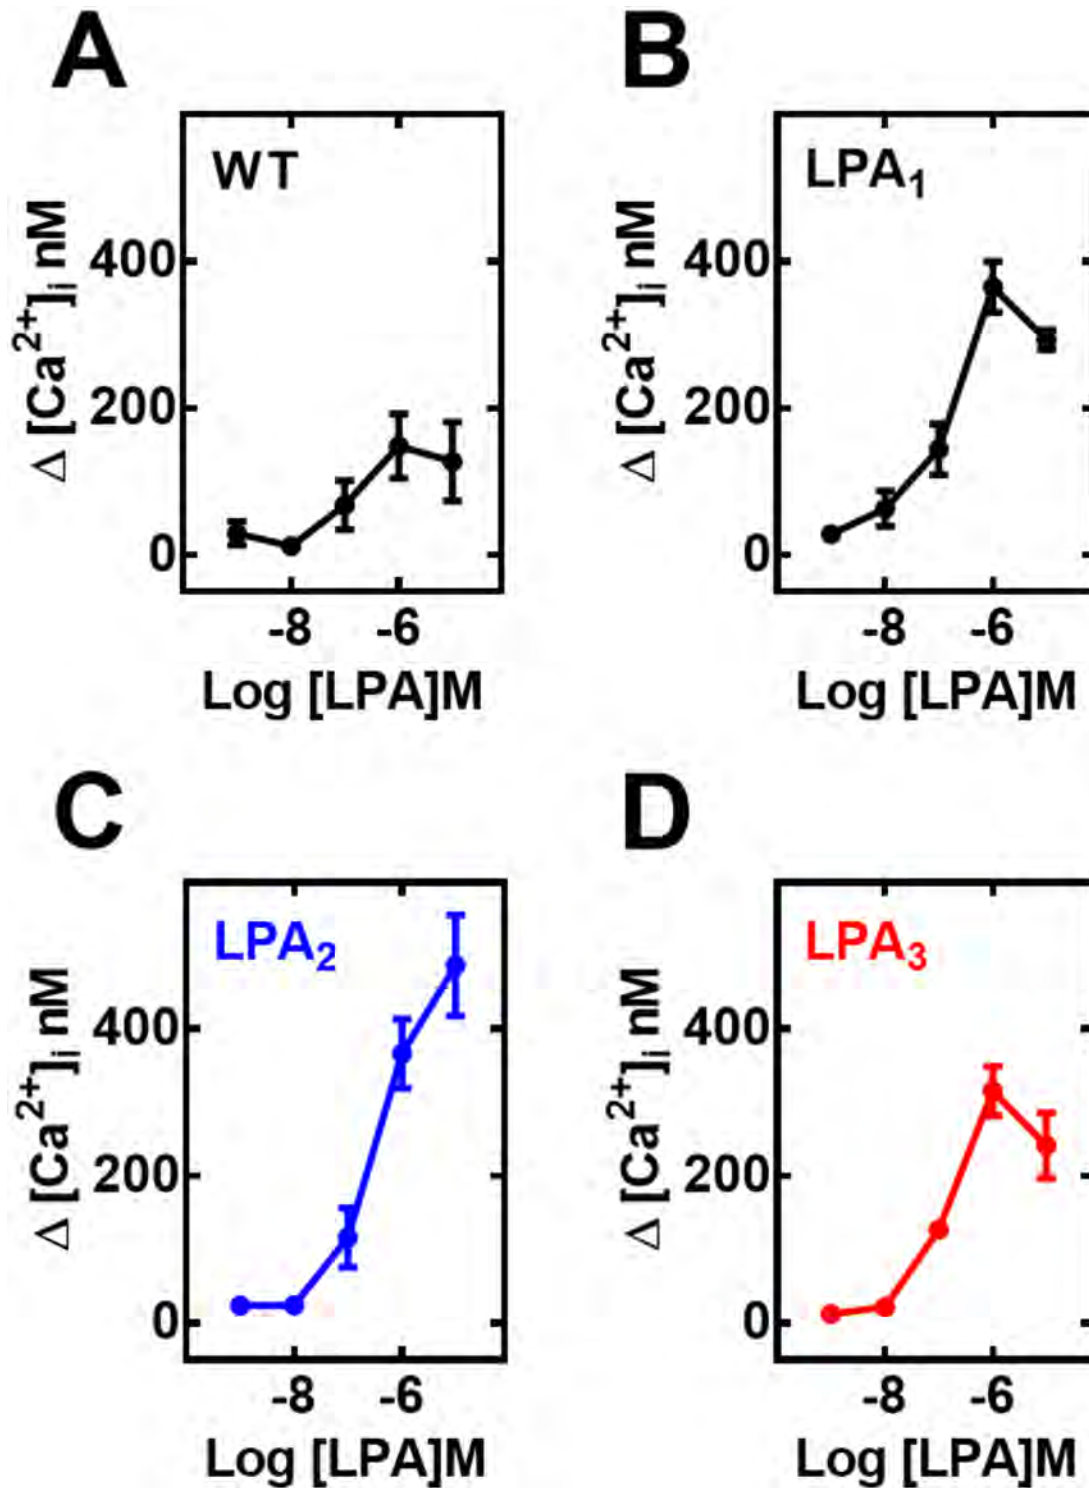 A
WT
Δ [Ca²⁺]ᵢ nM
400
200
0
-8
-6
Log [LPA]M
B
LPA₁
Δ [Ca²⁺]ᵢ nM
400
200
0
-8
-6
Log [LPA]M
C
LPA₂
Δ [Ca²⁺]ᵢ nM
400
200
0
-8
-6
Log [LPA]M
D
LPA₃
Δ [Ca²⁺]ᵢ nM
400
200
0
-8
-6
Log [LPA]M